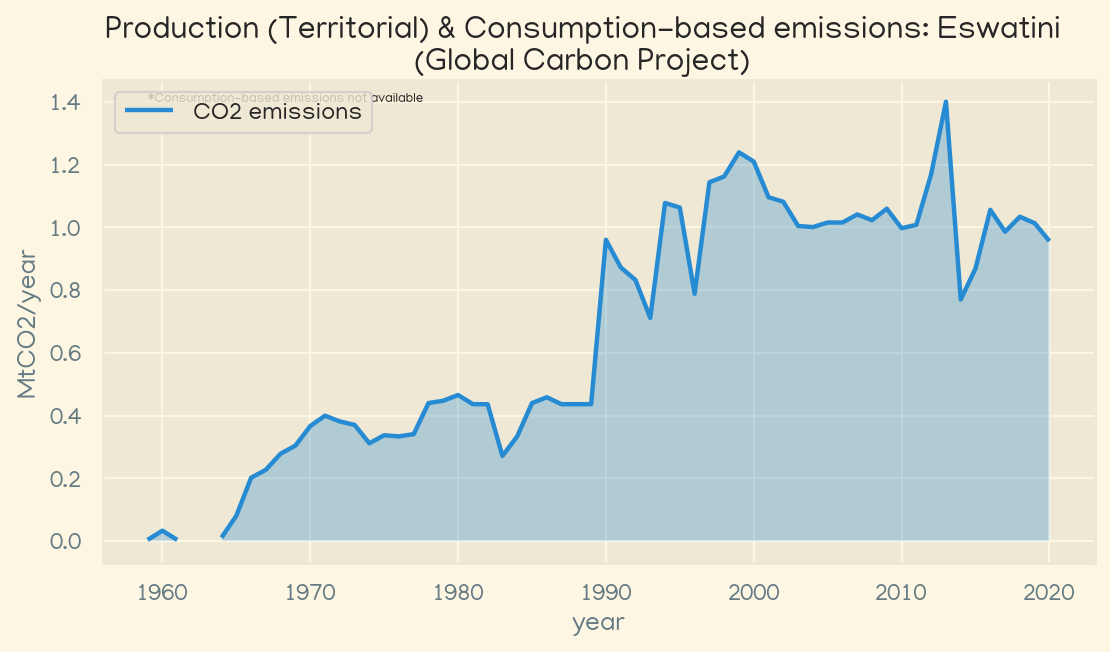 Production (Territorial) & Consumption-based emissions: Eswatini
(Global Carbon Project)
*Consumption-based emissions not available
CO2 emissions
1.4
1.2
1.0
0.8
0.6
0.4
0.2
0.0
MtCO2/year
1960 1970 1980 1990 2000 2010 2020
year